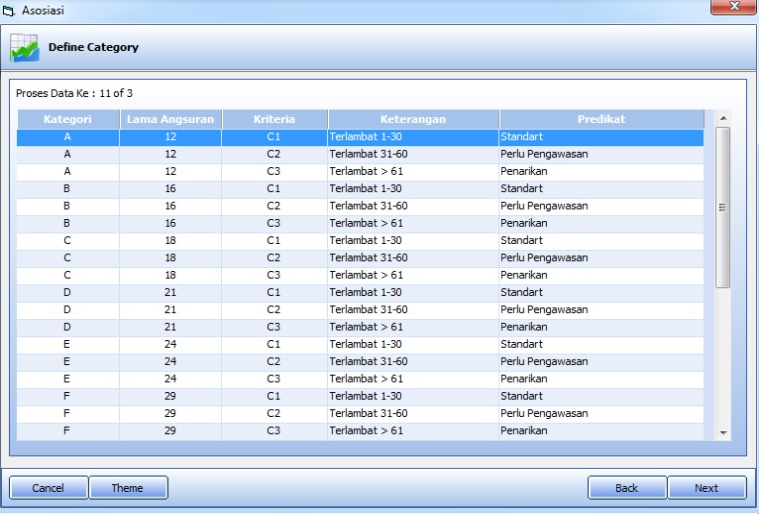 Asosiasi
Define Category
Proses Data Ke : 11 of 3
Kategori Lama Angsuran Kriteria Keterangan Predikat
A 12 C1 Terlambat 1-30 Standart
A 12 C2 Terlambat 31-60 Perlu Pengawasan
A 12 C3 Terlambat > 61 Penarikan
B 16 C1 Terlambat 1-30 Standart
B 16 C2 Terlambat 31-60 Perlu Pengawasan
B 16 C3 Terlambat > 61 Penarikan
C 18 C1 Terlambat 1-30 Standart
C 18 C2 Terlambat 31-60 Perlu Pengawasan
C 18 C3 Terlambat > 61 Penarikan
D 21 C1 Terlambat 1-30 Standart
D 21 C2 Terlambat 31-60 Perlu Pengawasan
D 21 C3 Terlambat > 61 Penarikan
E 24 C1 Terlambat 1-30 Standart
E 24 C2 Terlambat 31-60 Perlu Pengawasan
E 24 C3 Terlambat > 61 Penarikan
F 29 C1 Terlambat 1-30 Standart
F 29 C2 Terlambat 31-60 Perlu Pengawasan
F 29 C3 Terlambat > 61 Penarikan
Cancel Theme Back Next